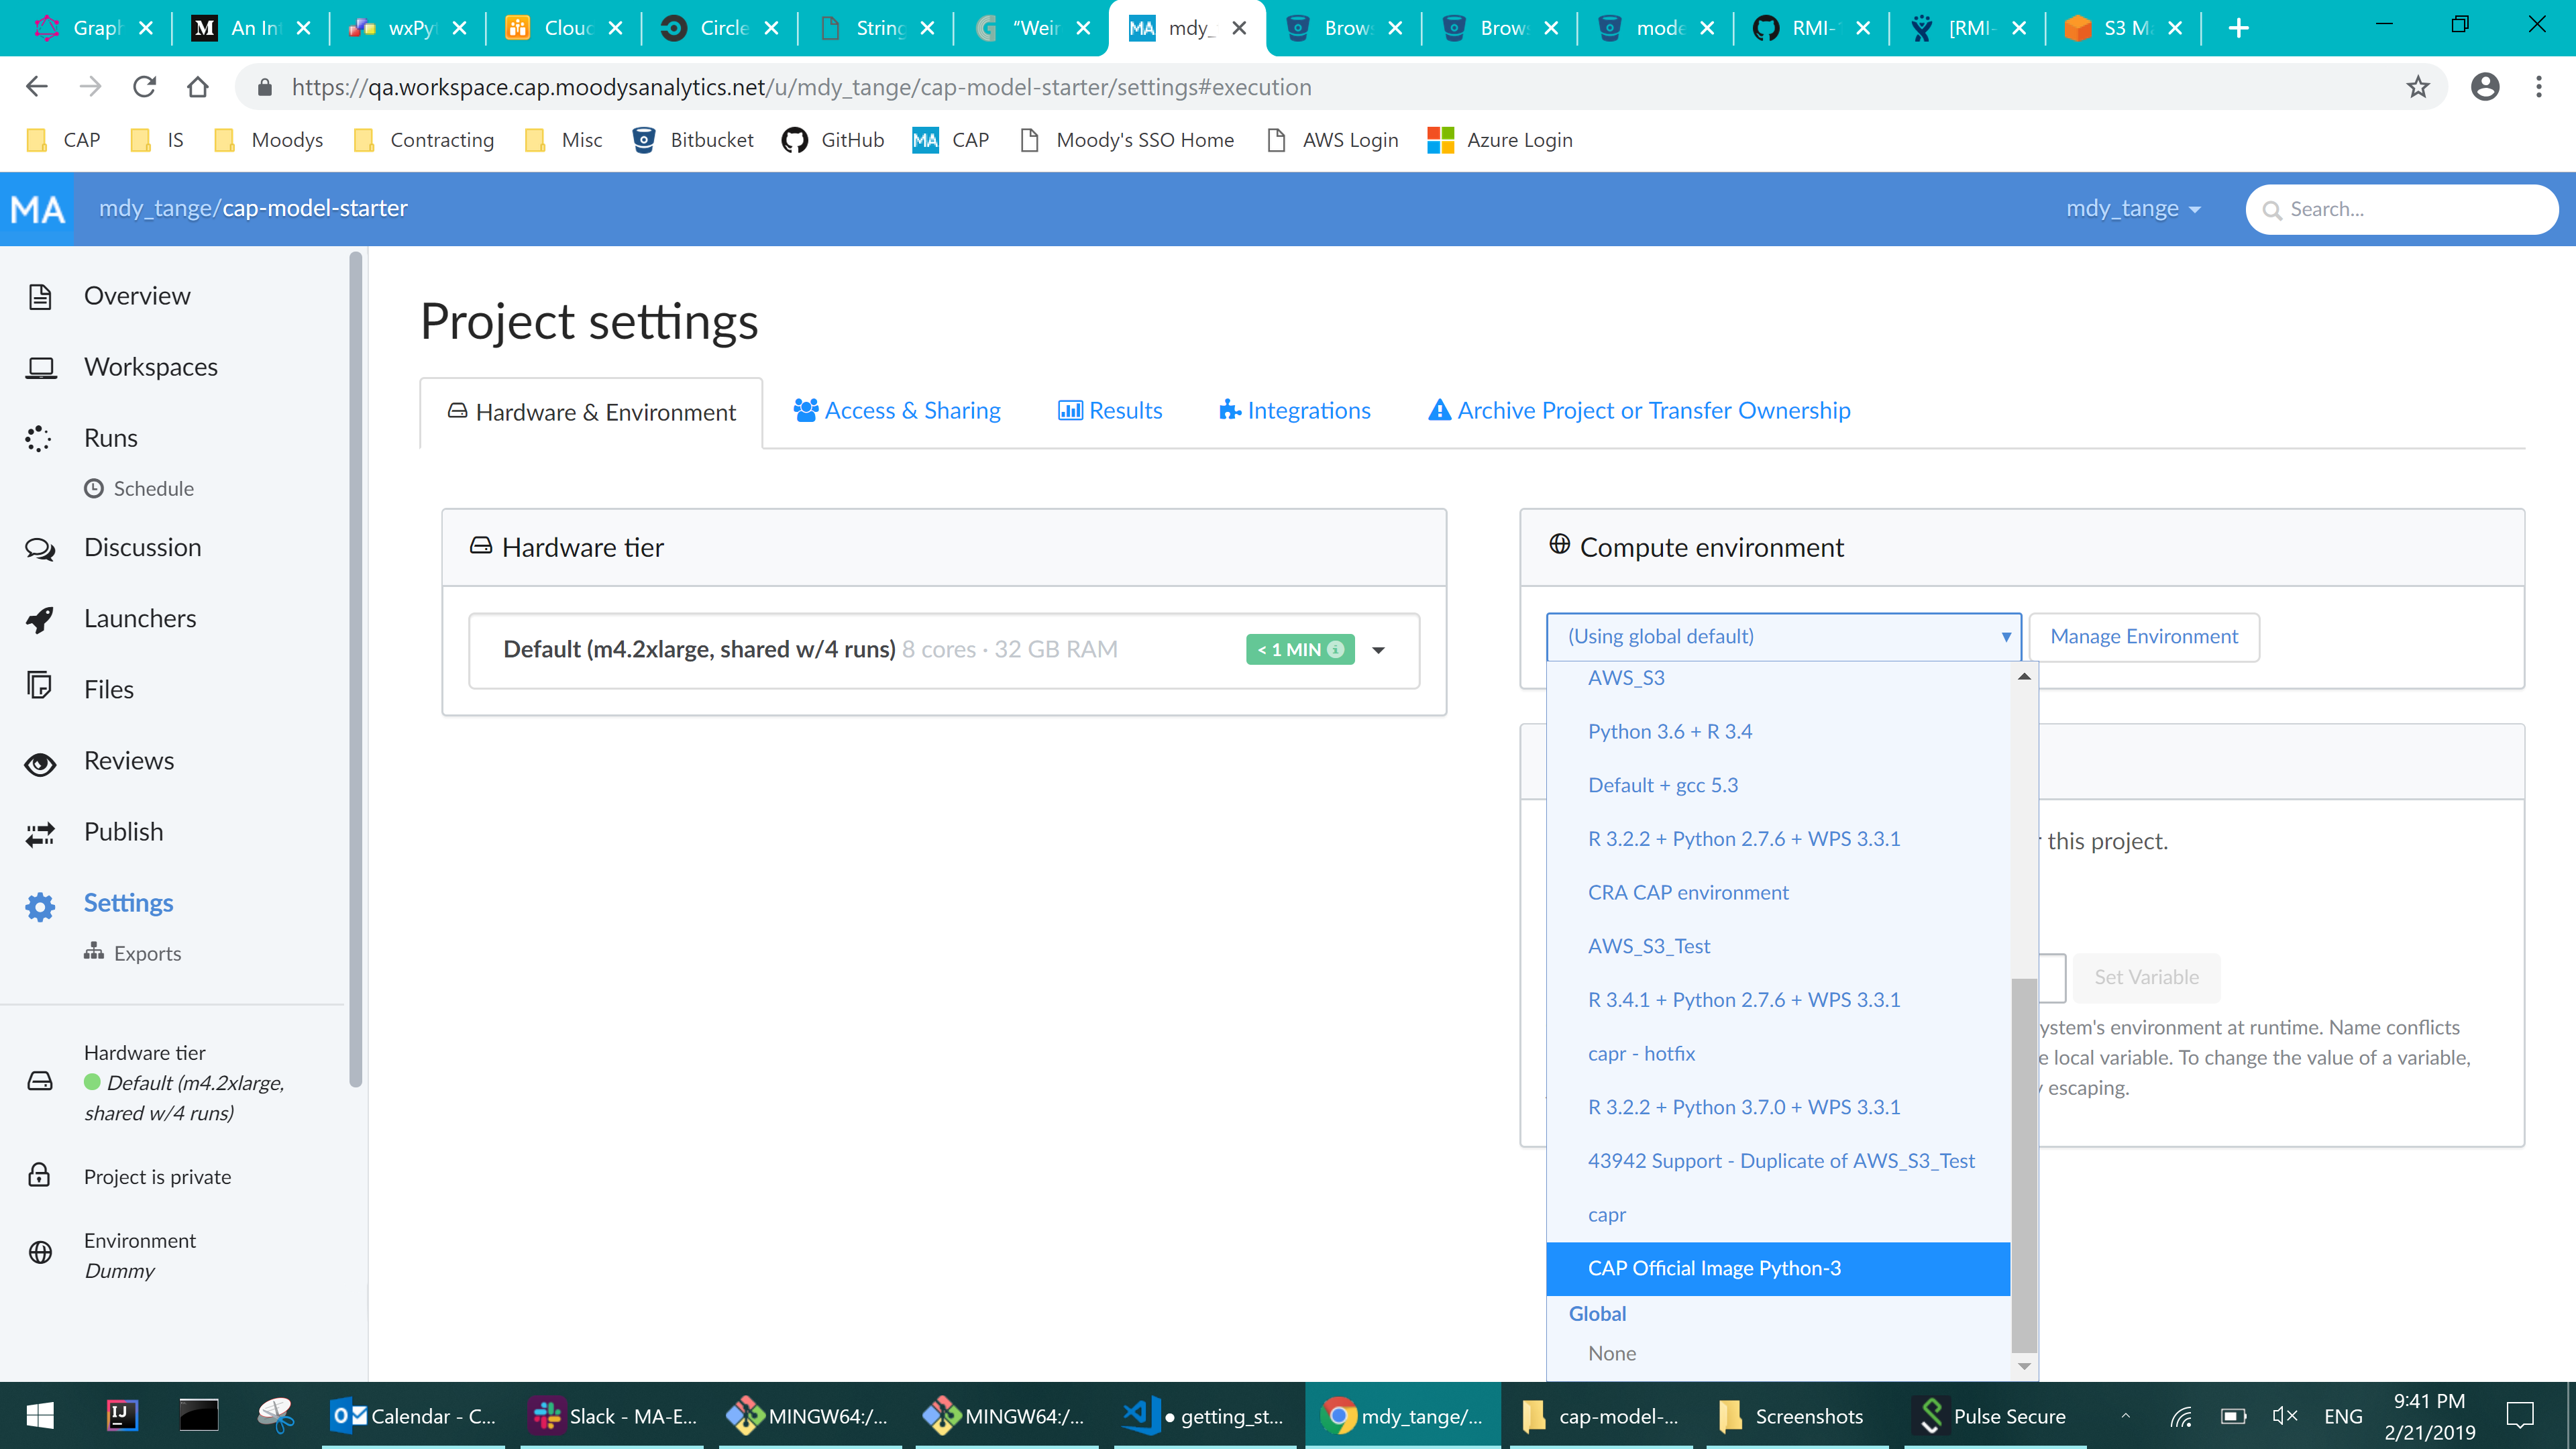 Graph
An Int
wxPyt
Cloud
Circle
String
"Weir
MA mdy_
Brows
Brows
mode
RMI-
[RMI-
S3 Ma
https://qa.workspace.cap.moodysanalytics.net/u/mdy_tange/cap-model-starter/settings#execution
CAP
IS
Moodys
Contracting
Misc
Bitbucket
GitHub
MA CAP
Moody's SSO Home
AWS Login
Azure Login
MA mdy_tange/cap-model-starter
mdy_tange
Search...
Overview
Workspaces
Runs
Schedule
Discussion
Launchers
Files
Reviews
Publish
Settings
Exports
Hardware tier
Default (m4.2xlarge,
shared w/4 runs)
Project is private
Environment
Dummy
Project settings
Hardware & Environment
Access & Sharing
Results
Integrations
Archive Project or Transfer Ownership
Hardware tier
Default (m4.2xlarge, shared w/4 runs) 8 cores · 32 GB RAM
< 1 MIN
Compute environment
(Using global default)
Manage Environment
AWS_S3
Python 3.6 + R 3.4
Default + gcc 5.3
R 3.2.2 + Python 2.7.6 + WPS 3.3.1
CRA CAP environment
AWS_S3_Test
R 3.4.1 + Python 2.7.6 + WPS 3.3.1
capr - hotfix
R 3.2.2 + Python 3.7.0 + WPS 3.3.1
43942 Support - Duplicate of AWS_S3_Test
capr
CAP Official Image Python-3
Global
None
this project.
Set Variable
ystem's environment at runtime. Name conflicts
e local variable. To change the value of a variable,
escaping.
Calendar - C...
Slack - MA-E...
MINGW64:/...
MINGW64:/...
● getting_st...
mdy_tange/...
cap-model-...
Screenshots
Pulse Secure
ENG
9:41 PM
2/21/2019